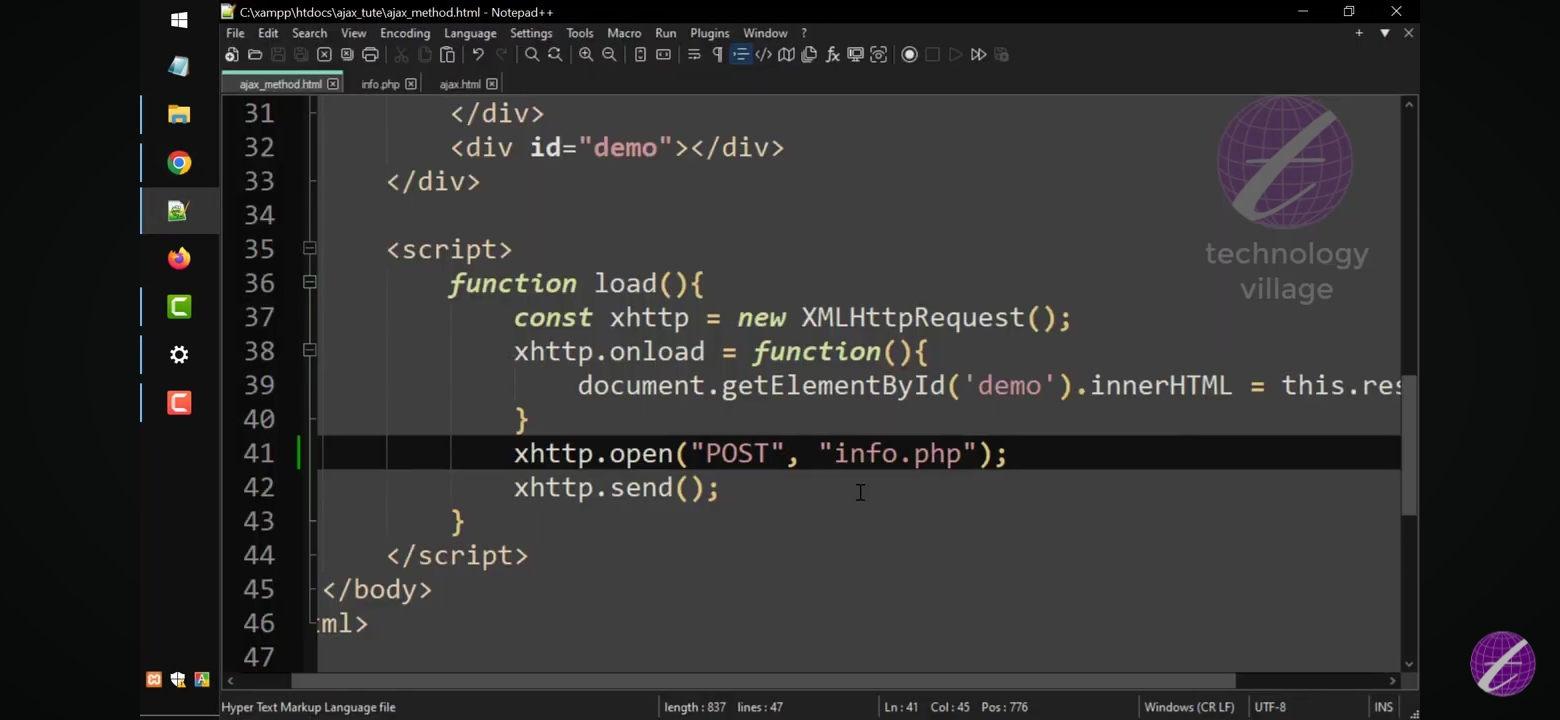 C:\xampp\htdocs\ajax_tute\ajax_method.html - Notepad++
File Edit Search View Encoding Language Settings Tools Macro Run Plugins Window ?
ajax_method.html info.php ajax.html
31 </div>
32 <div id="demo"></div>
33 </div>
34
35 <script>
36 function load(){
37 const xhttp = new XMLHttpRequest();
38 xhttp.onload = function(){
39 document.getElementById('demo').innerHTML = this.res
40 }
41 xhttp.open("POST", "info.php");
42 xhttp.send();
43 }
44 </script>
45 </body>
46 tml>
47
technology
village
Hyper Text Markup Language file length : 837 lines : 47 Ln : 41 Col : 45 Pos : 776 Windows (CR LF) UTF-8 INS